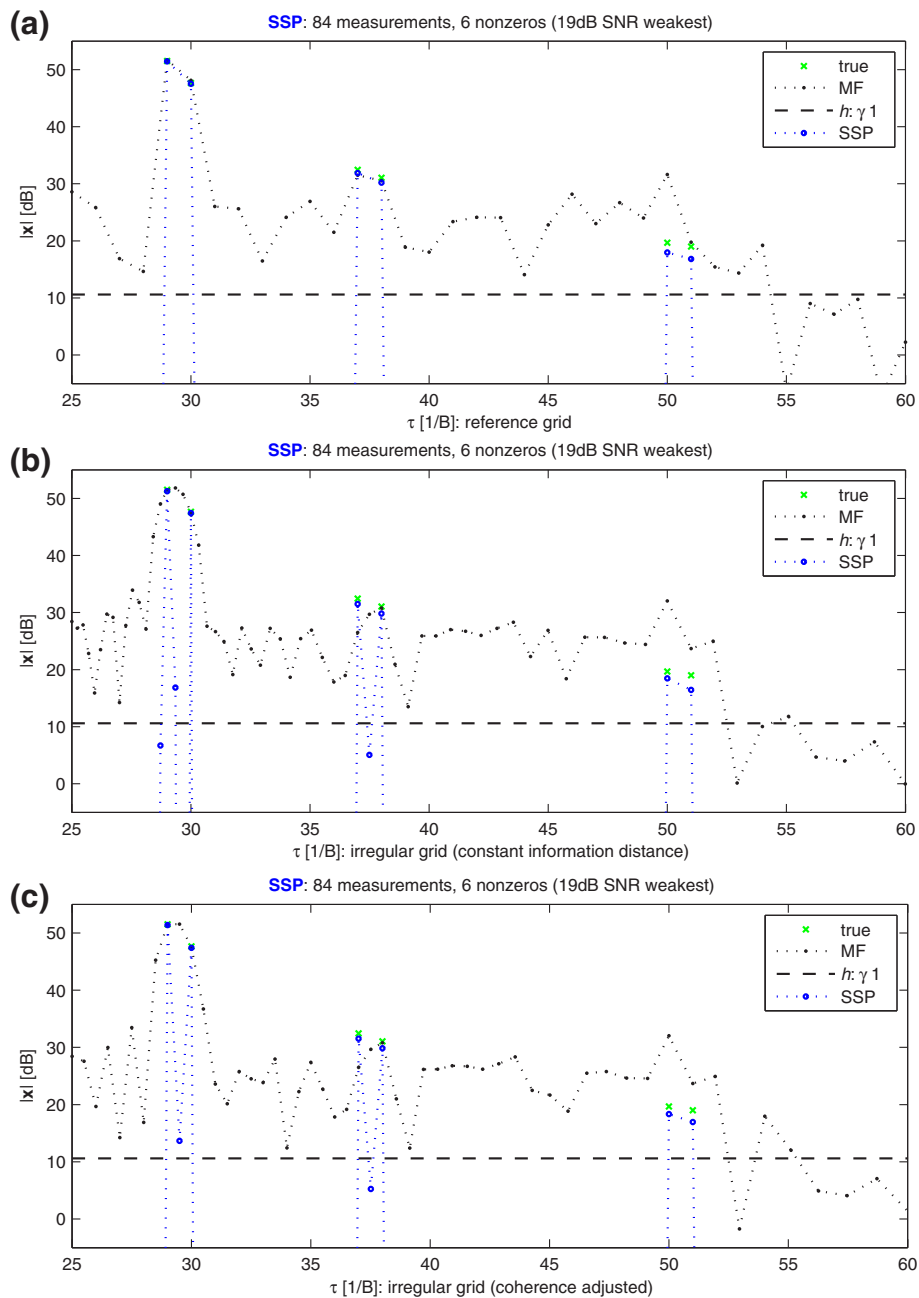 (a)
SSP: 84 measurements, 6 nonzeros (19dB SNR weakest)
true
MF
h: γ 1
SSP
|x| [dB]
50
40
30
20
10
0
25 30 35 40 45 50 55 60
τ [1/B]: reference grid
(b)
SSP: 84 measurements, 6 nonzeros (19dB SNR weakest)
true
MF
h: γ 1
SSP
|x| [dB]
50
40
30
20
10
0
25 30 35 40 45 50 55 60
τ [1/B]: irregular grid (constant information distance)
(c)
SSP: 84 measurements, 6 nonzeros (19dB SNR weakest)
true
MF
h: γ 1
SSP
|x| [dB]
50
40
30
20
10
0
25 30 35 40 45 50 55 60
τ [1/B]: irregular grid (coherence adjusted)